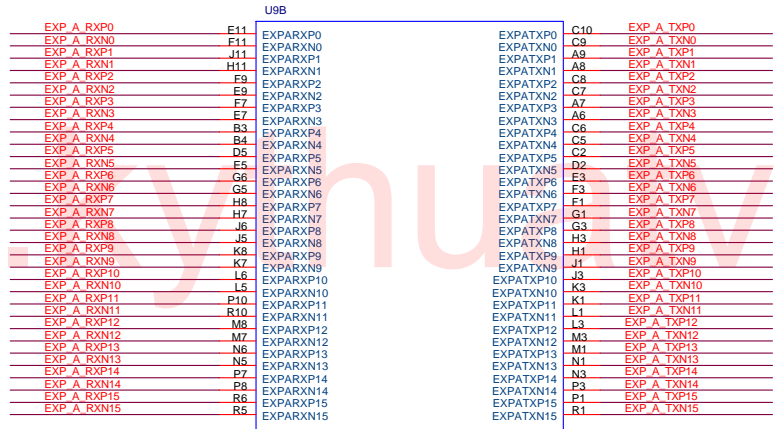 U9B
EXP_A_RXP0 E11 EXPARXP0 EXPATXP0 C10 EXP_A_TXP0
EXP_A_RXN0 F11 EXPARXN0 EXPATXN0 C9 EXP_A_TXN0
EXP_A_RXP1 J11 EXPARXP1 EXPATXP1 A9 EXP_A_TXP1
EXP_A_RXN1 H11 EXPARXN1 EXPATXN1 A8 EXP_A_TXN1
EXP_A_RXP2 F9 EXPARXP2 EXPATXP2 C8 EXP_A_TXP2
EXP_A_RXN2 E9 EXPARXN2 EXPATXN2 C7 EXP_A_TXN2
EXP_A_RXP3 F7 EXPARXP3 EXPATXP3 A7 EXP_A_TXP3
EXP_A_RXN3 E7 EXPARXN3 EXPATXN3 A6 EXP_A_TXN3
EXP_A_RXP4 B3 EXPARXP4 EXPATXP4 C6 EXP_A_TXP4
EXP_A_RXN4 B4 EXPARXN4 EXPATXN4 C5 EXP_A_TXN4
EXP_A_RXP5 D5 EXPARXP5 EXPATXP5 C2 EXP_A_TXP5
EXP_A_RXN5 E5 EXPARXN5 EXPATXN5 D2 EXP_A_TXN5
EXP_A_RXP6 G6 EXPARXP6 EXPATXP6 E3 EXP_A_TXP6
EXP_A_RXN6 G5 EXPARXN6 EXPATXN6 F3 EXP_A_TXN6
EXP_A_RXP7 H8 EXPARXP7 EXPATXP7 F1 EXP_A_TXP7
EXP_A_RXN7 H7 EXPARXN7 EXPATXN7 G1 EXP_A_TXN7
EXP_A_RXP8 J6 EXPARXP8 EXPATXP8 G3 EXP_A_TXP8
EXP_A_RXN8 J5 EXPARXN8 EXPATXN8 H3 EXP_A_TXN8
EXP_A_RXP9 K8 EXPARXP9 EXPATXP9 H1 EXP_A_TXP9
EXP_A_RXN9 K7 EXPARXN9 EXPATXN9 J1 EXP_A_TXN9
EXP_A_RXP10 L6 EXPARXP10 EXPATXP10 J3 EXP_A_TXP10
EXP_A_RXN10 L5 EXPARXN10 EXPATXN10 K3 EXP_A_TXN10
EXP_A_RXP11 P10 EXPARXP11 EXPATXP11 K1 EXP_A_TXP11
EXP_A_RXN11 R10 EXPARXN11 EXPATXN11 L1 EXP_A_TXN11
EXP_A_RXP12 M8 EXPARXP12 EXPATXP12 L3 EXP_A_TXP12
EXP_A_RXN12 M7 EXPARXN12 EXPATXN12 M3 EXP_A_TXN12
EXP_A_RXP13 N6 EXPARXP13 EXPATXP13 M1 EXP_A_TXP13
EXP_A_RXN13 N5 EXPARXN13 EXPATXN13 N1 EXP_A_TXN13
EXP_A_RXP14 P7 EXPARXP14 EXPATXP14 N3 EXP_A_TXP14
EXP_A_RXN14 P8 EXPARXN14 EXPATXN14 P3 EXP_A_TXN14
EXP_A_RXP15 R6 EXPARXP15 EXPATXP15 P1 EXP_A_TXP15
EXP_A_RXN15 R5 EXPARXN15 EXPATXN15 R1 EXP_A_TXN15